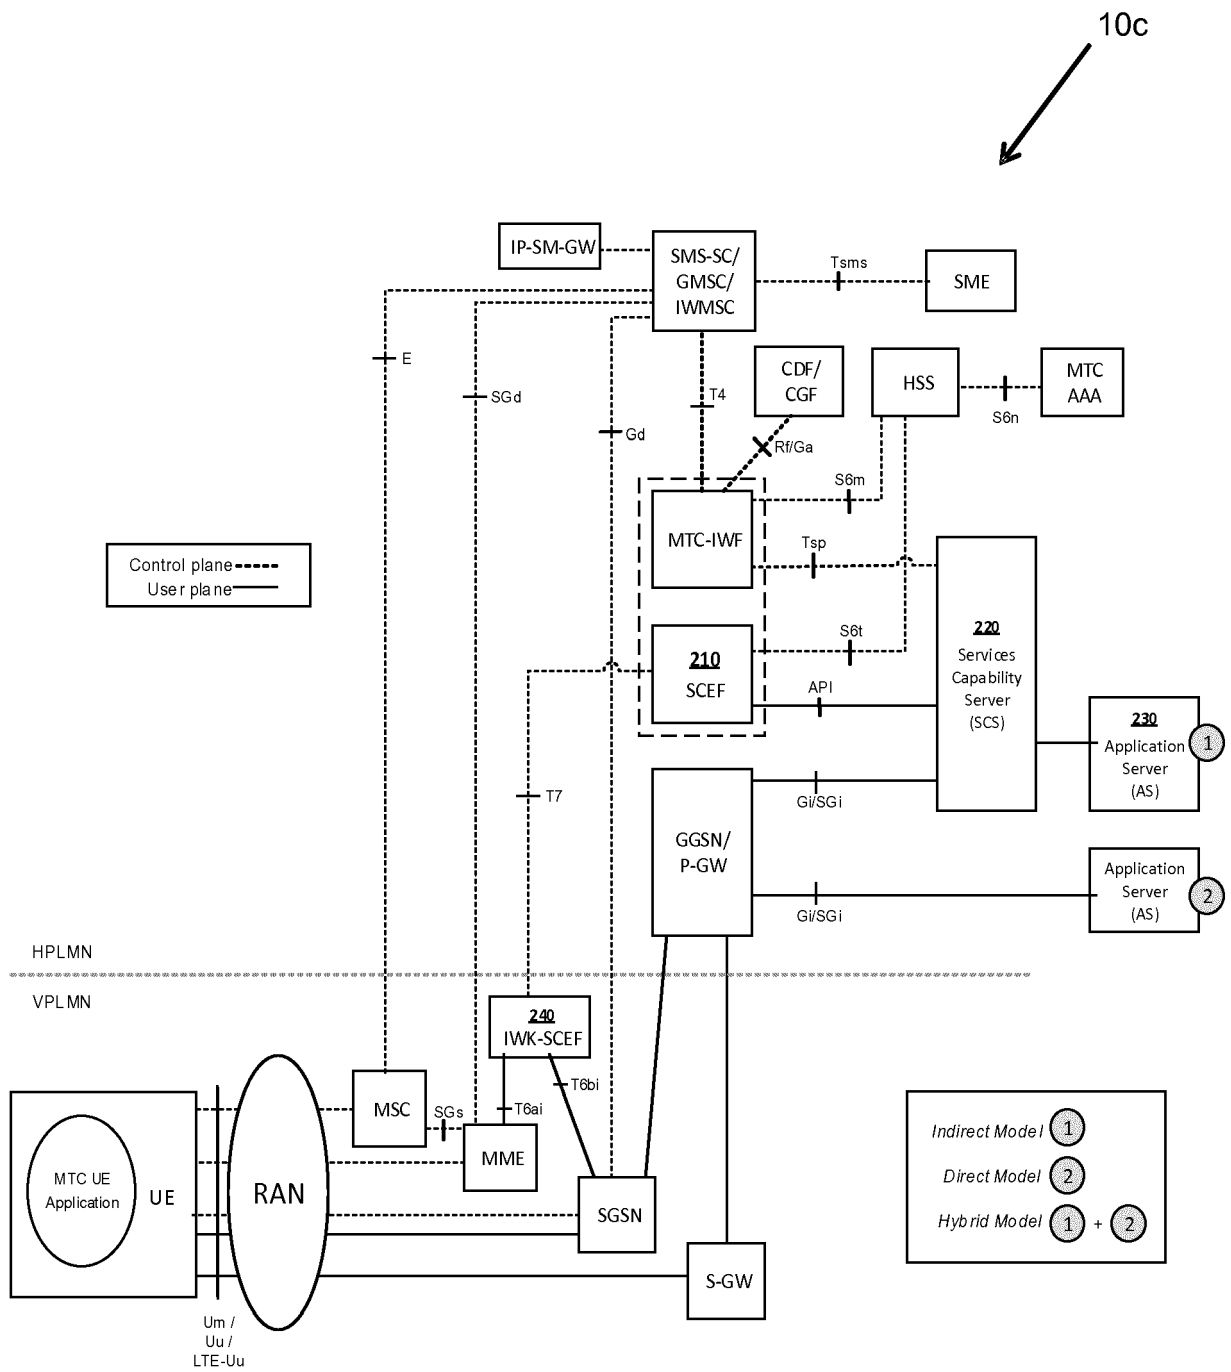 10c
IP-SM-GW
SMS-SC/
GMSC/
IWMSC
Tsms
SME
E
SGd
Gd
T4
CDF/
CGF
Rf/Ga
HSS
S6n
MTC
AAA
S6m
MTC-IWF
Tsp
Control plane
User plane
S6t
210
SCEF
API
220
Services
Capability
Server
(SCS)
230
Application
Server
(AS)
1
T7
Gi/SGi
GGSN/
P-GW
Gi/SGi
Application
Server
(AS)
2
HPLMN
VPLMN
240
IWK-SCEF
T6bi
T6ai
MSC
SGs
MME
MTC UE
Application
UE
RAN
SGSN
S-GW
Um /
Uu /
LTE-Uu
Indirect Model 1
Direct Model 2
Hybrid Model 1 + 2